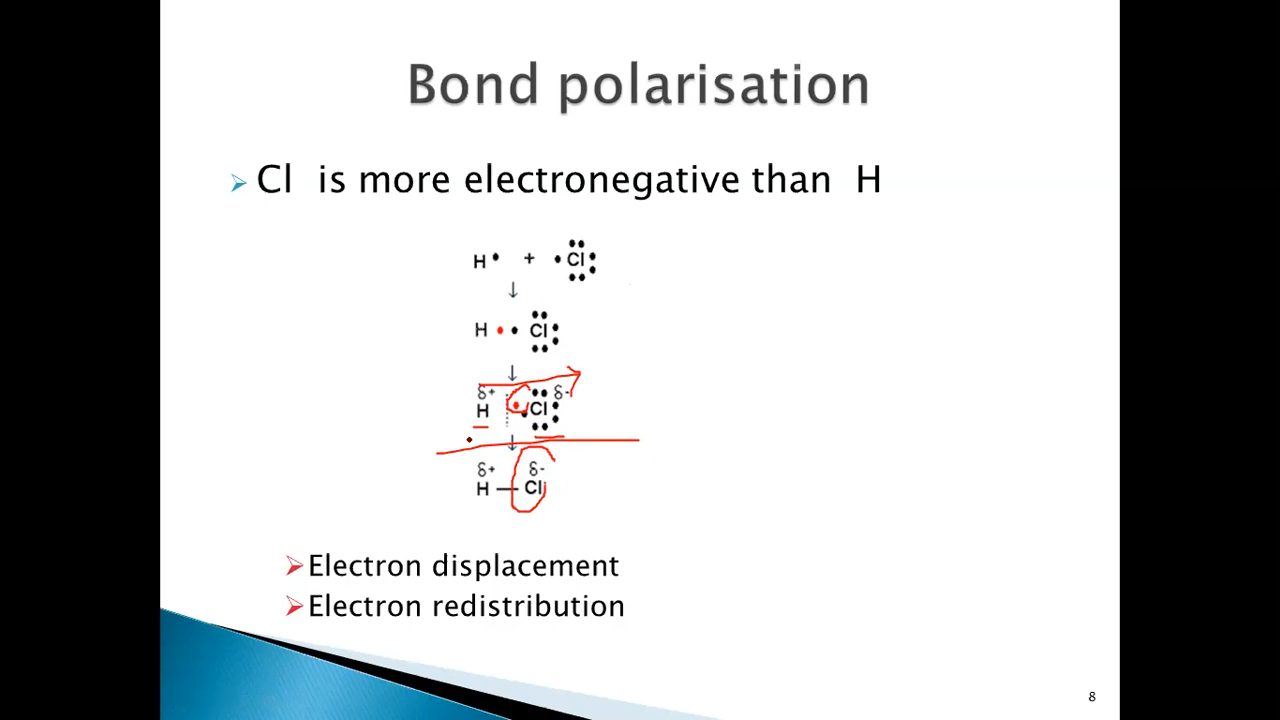 Bond polarisation
Cl is more electronegative than H
H + Cl
↓
H Cl
↓
δ+ δ-
H Cl
↓
δ+ δ-
H — Cl
Electron displacement
Electron redistribution
8